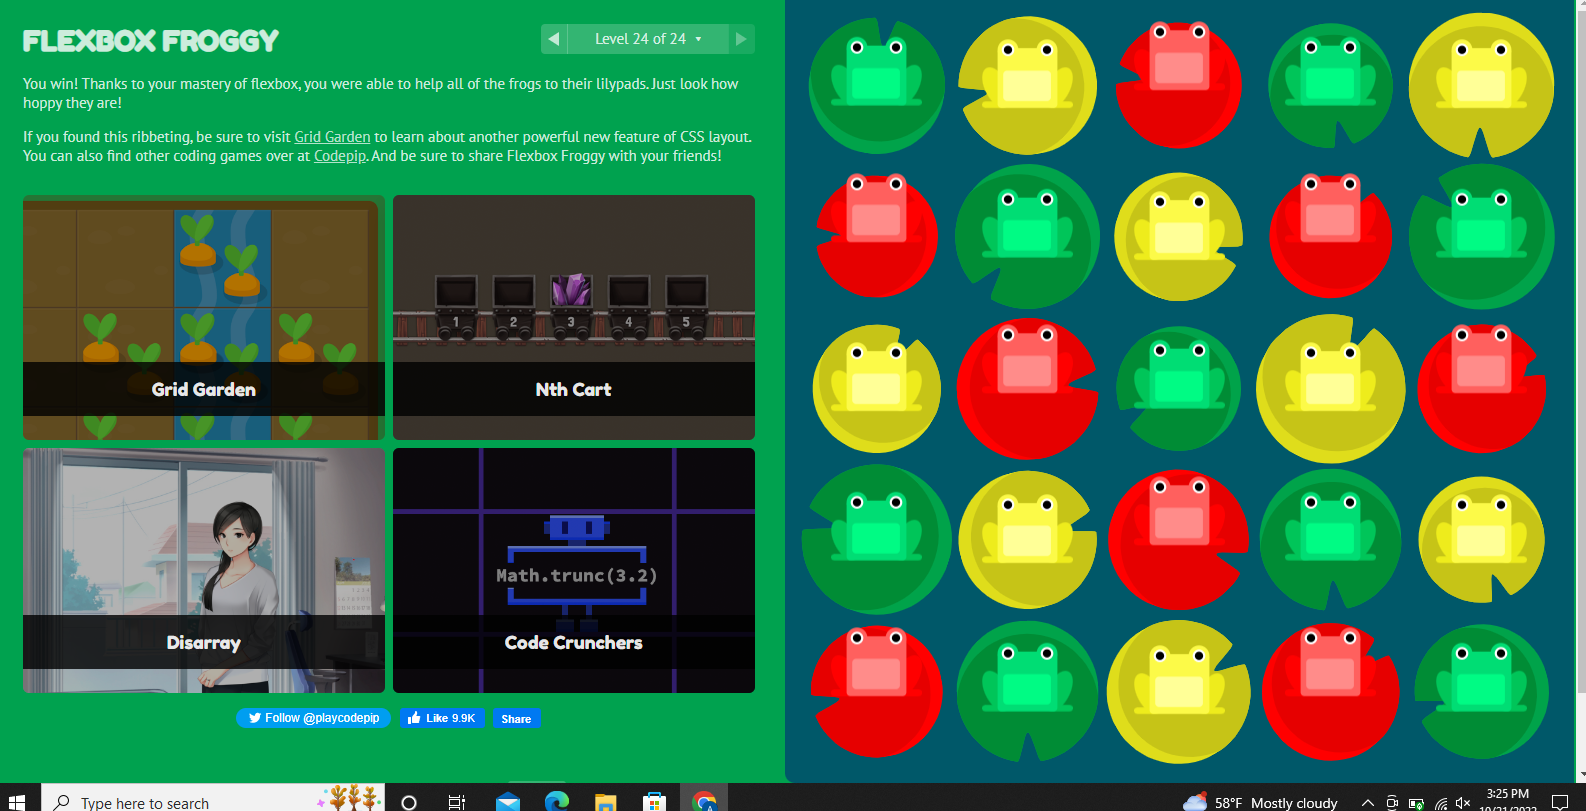 FLEXBOX FROGGY
Level 24 of 24
You win! Thanks to your mastery of flexbox, you were able to help all of the frogs to their lilypads. Just look how
hoppy they are!
If you found this ribbeting, be sure to visit Grid Garden to learn about another powerful new feature of CSS layout.
You can also find other coding games over at Codepip. And be sure to share Flexbox Froggy with your friends!
1 2 3 4 5
Grid Garden
Nth Cart
Math.trunc(3.2)
Disarray
Code Crunchers
Follow @playcodepip
Like 9.9K
Share
Type here to search
58°F Mostly cloudy
3:25 PM